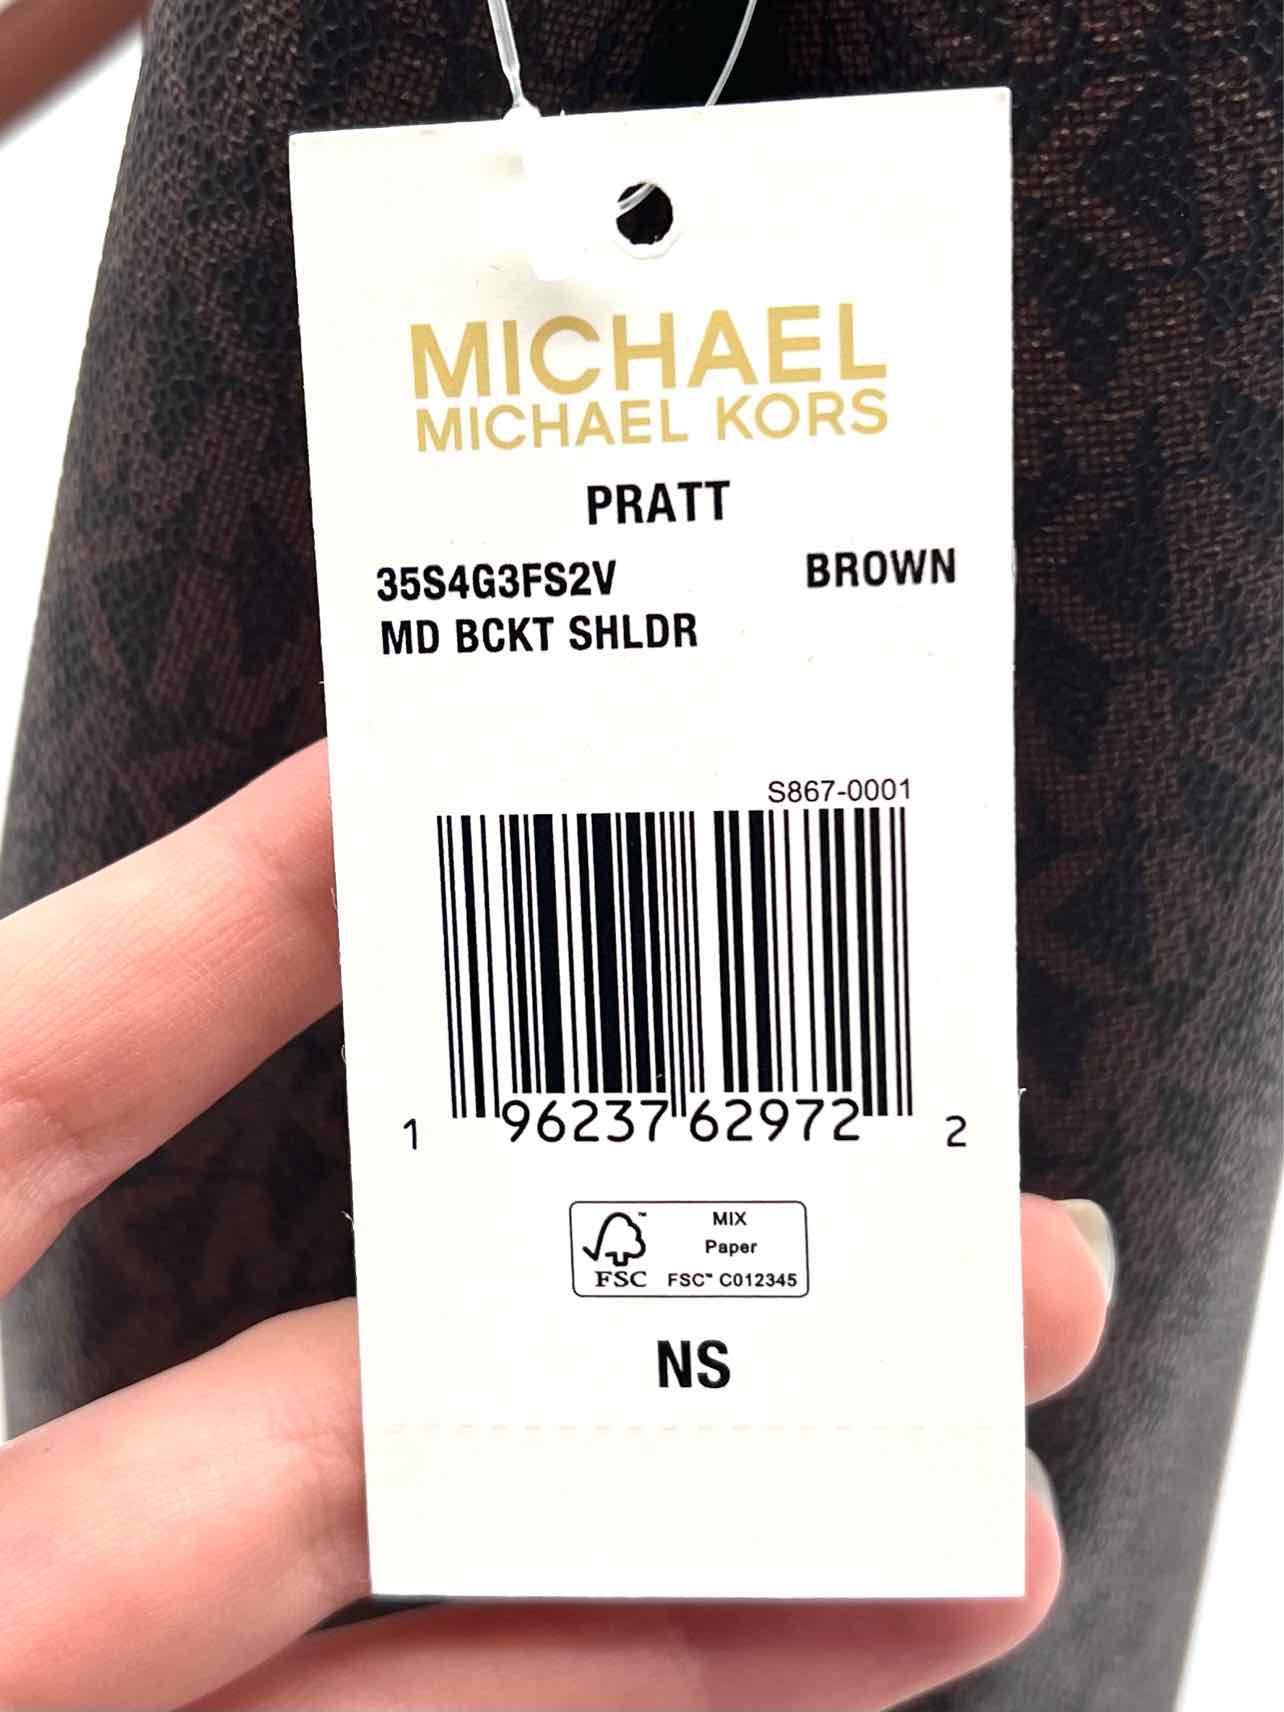 MICHAEL
MICHAEL KORS
PRATT
35S4G3FS2V BROWN
MD BCKT SHLDR
S867-0001
1 96237 62972 2
MIX
Paper
FSC™ FSC™ C012345
NS